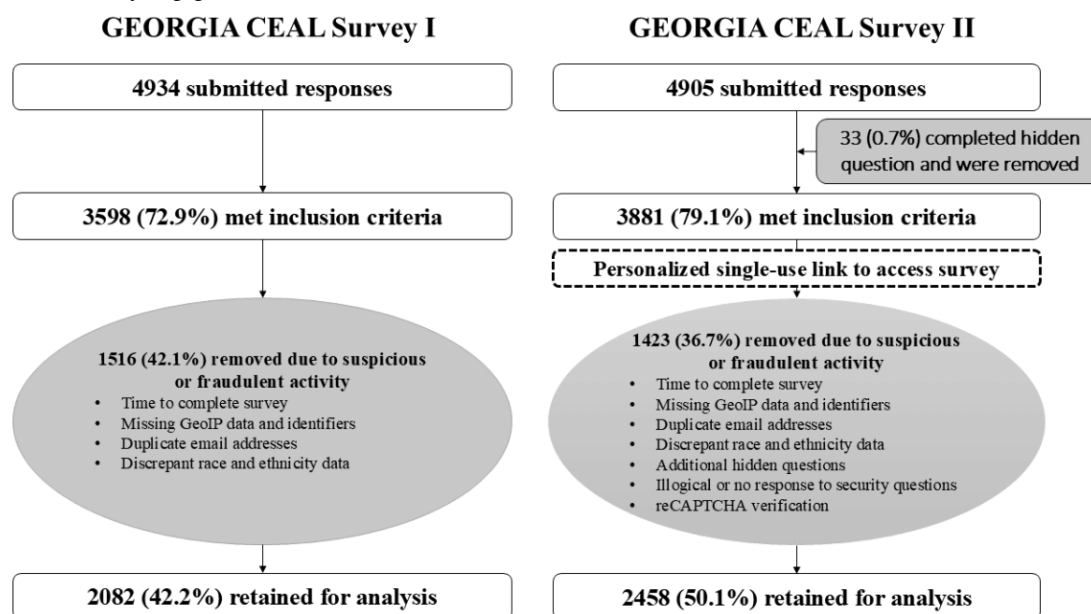 GEORGIA CEAL Survey I
4934 submitted responses
3598 (72.9%) met inclusion criteria
1516 (42.1%) removed due to suspicious
or fraudulent activity
• Time to complete survey
• Missing GeoIP data and identifiers
• Duplicate email addresses
• Discrepant race and ethnicity data
2082 (42.2%) retained for analysis
GEORGIA CEAL Survey II
4905 submitted responses
33 (0.7%) completed hidden
question and were removed
3881 (79.1%) met inclusion criteria
Personalized single-use link to access survey
1423 (36.7%) removed due to suspicious
or fraudulent activity
• Time to complete survey
• Missing GeoIP data and identifiers
• Duplicate email addresses
• Discrepant race and ethnicity data
• Additional hidden questions
• Illogical or no response to security questions
• reCAPTCHA verification
2458 (50.1%) retained for analysis